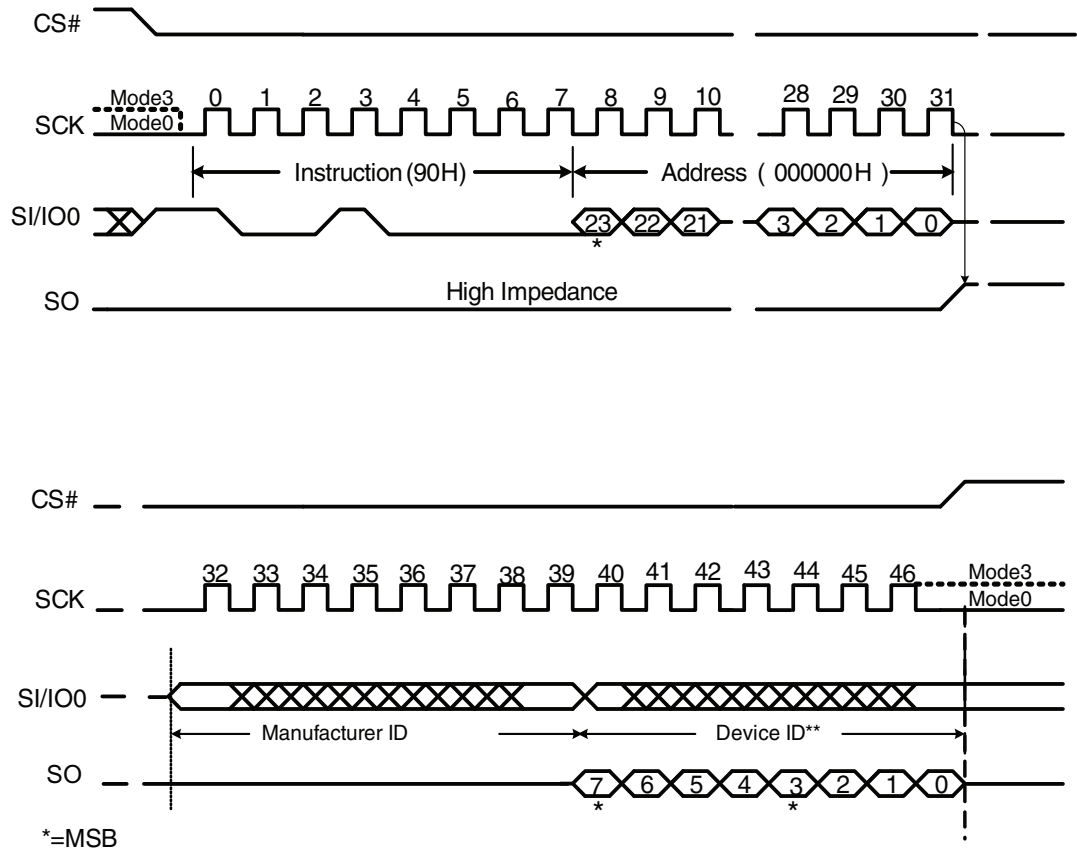 CS#
Mode3
0 1 2 3 4 5 6 7 8 9 10 28 29 30 31
SCK
Mode0
Instruction (90H)
Address ( 000000H )
SI/IO0
23 22 21 3 2 1 0
*
High Impedance
SO
CS#
32 33 34 35 36 37 38 39 40 41 42 43 44 45 46
Mode3
SCK
Mode0
SI/IO0
Manufacturer ID
Device ID**
SO
7 6 5 4 3 2 1 0
* *
*=MSB